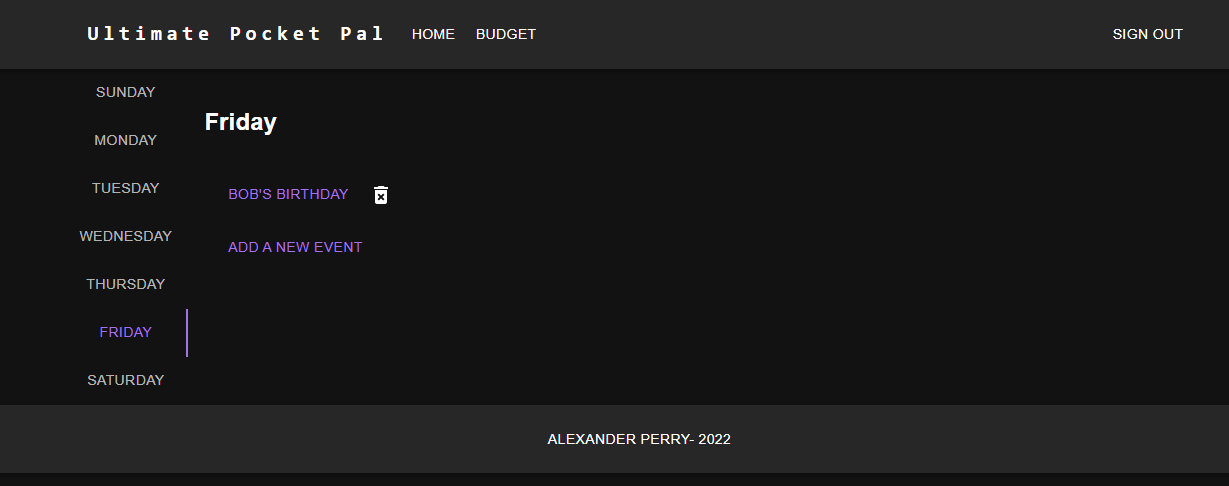 Ultimate Pocket Pal HOME BUDGET SIGN OUT
SUNDAY
MONDAY
TUESDAY
WEDNESDAY
THURSDAY
FRIDAY
SATURDAY
Friday
BOB'S BIRTHDAY
ADD A NEW EVENT
ALEXANDER PERRY- 2022